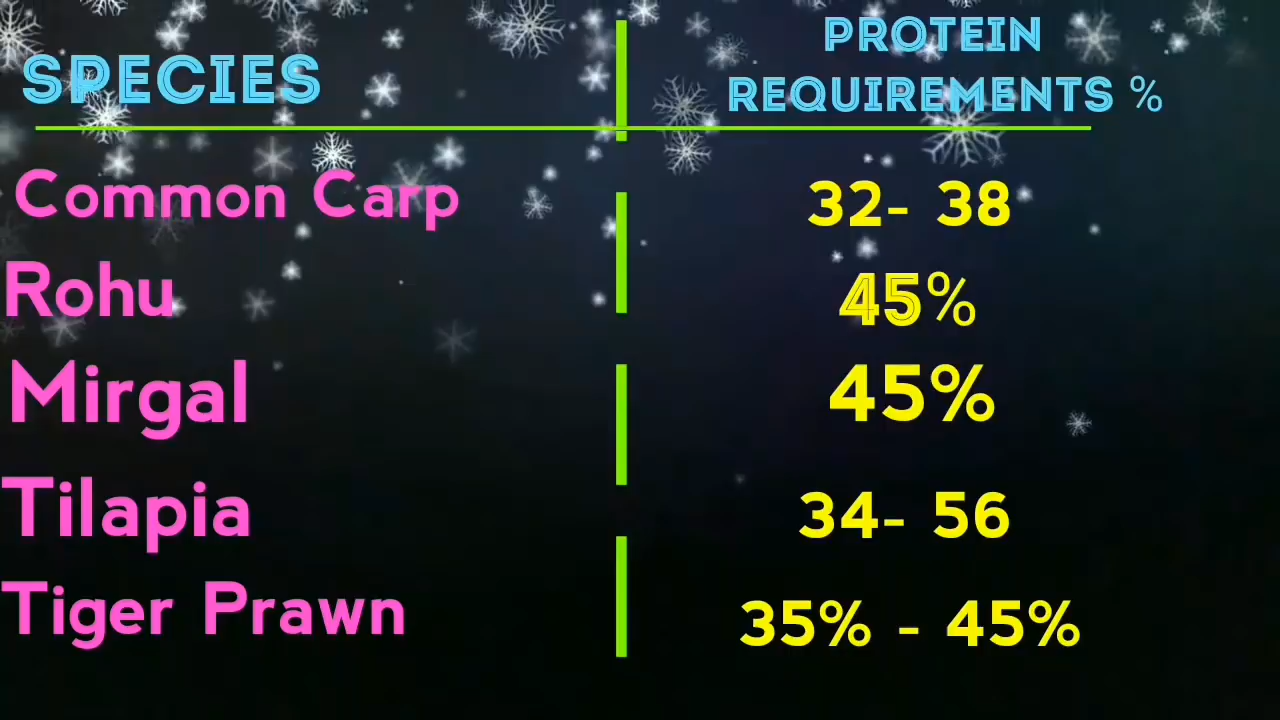 SPECIES
PROTEIN
REQUIREMENTS %
Common Carp 32- 38
Rohu 45%
Mirgal 45%
Tilapia 34- 56
Tiger Prawn 35% - 45%